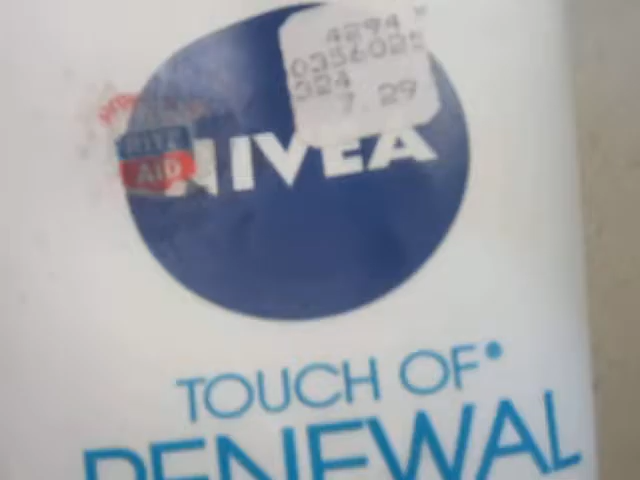 4294
0356025
324
7.29
RITE
AID
NIVEA
TOUCH OF
RENEWAL